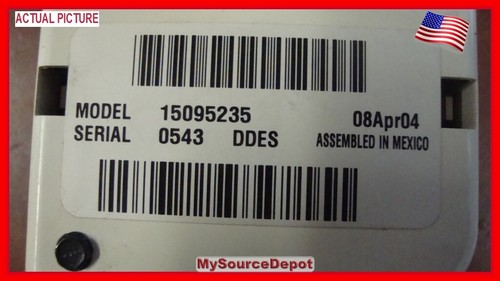 ACTUAL PICTURE
MODEL 15095235 08Apr04
SERIAL 0543 DDES ASSEMBLED IN MEXICO
MySourceDepot